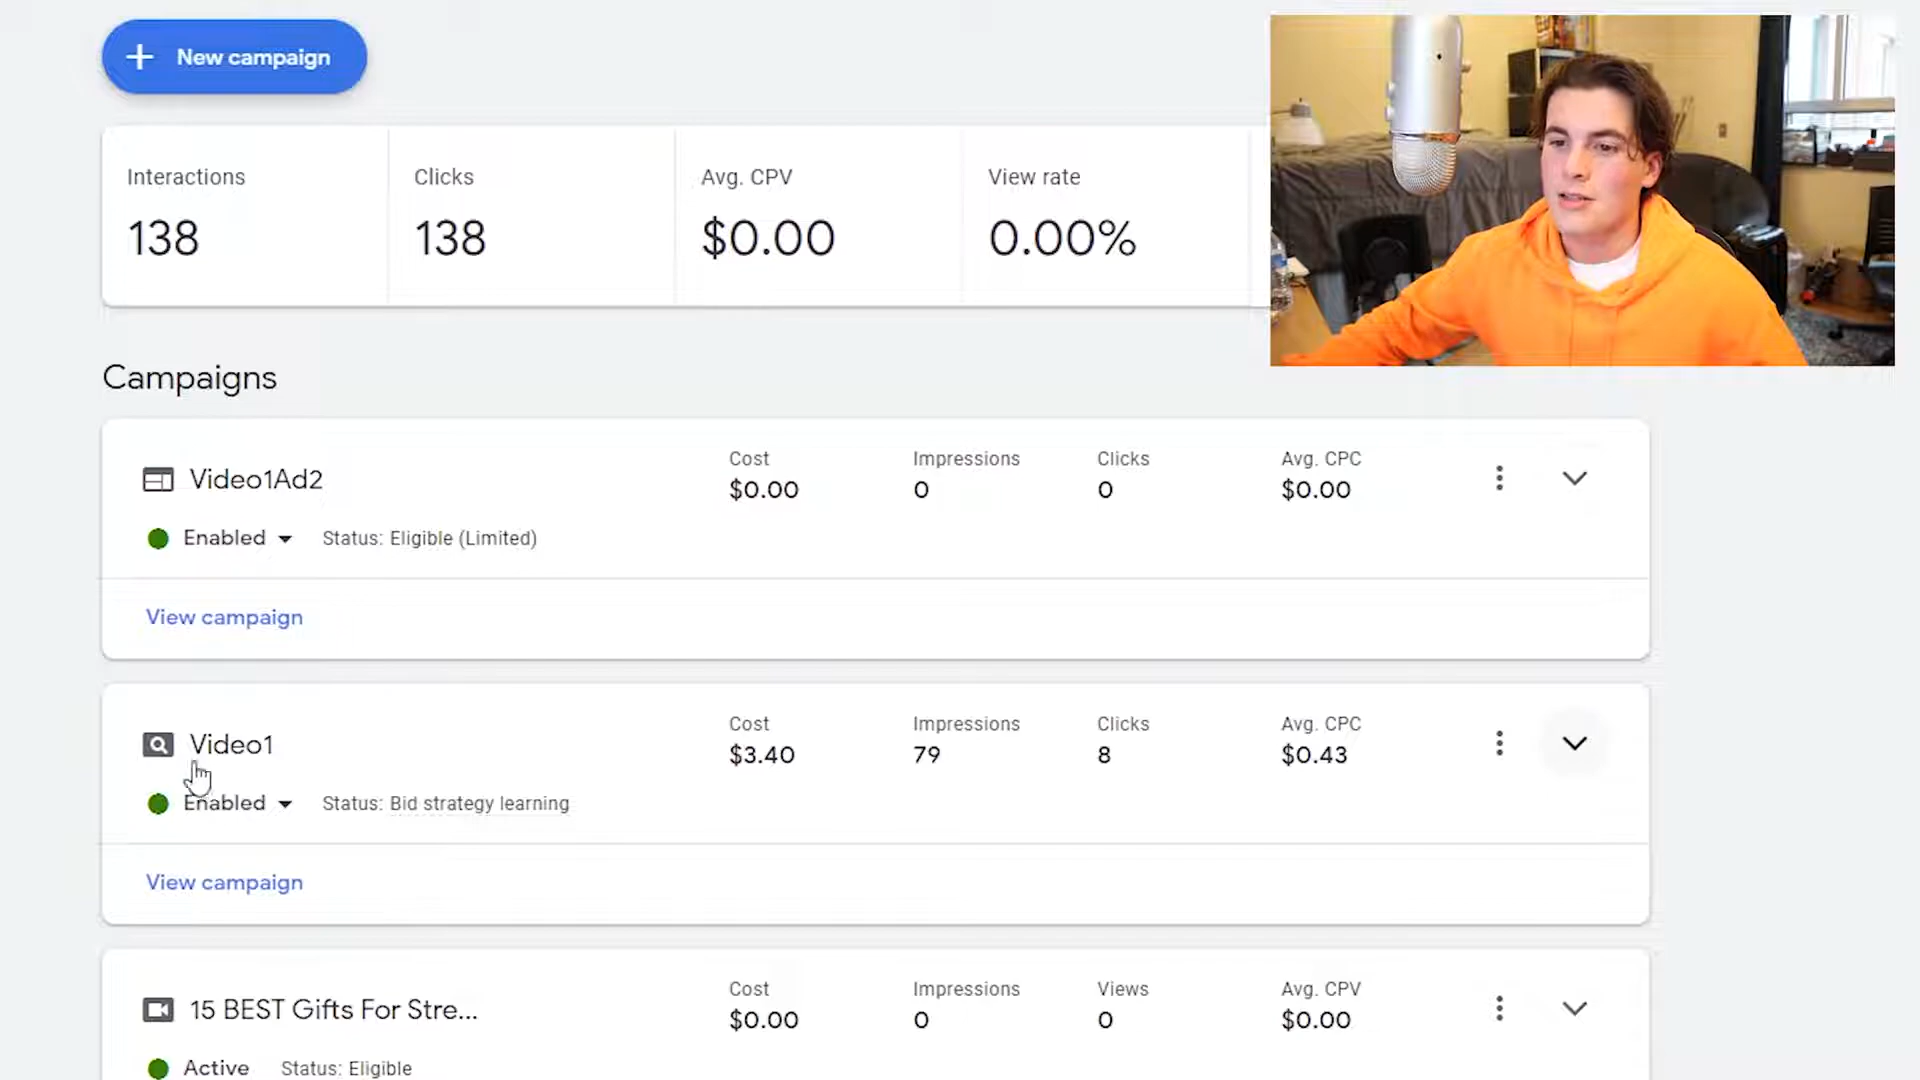 New campaign
Interactions Clicks Avg. CPV View rate
138 138 $0.00 0.00%
Campaigns
Video1Ad2
Cost Impressions Clicks Avg. CPC
$0.00 0 0 $0.00
Enabled Status: Eligible (Limited)
View campaign
Video1
Cost Impressions Clicks Avg. CPC
$3.40 79 8 $0.43
Enabled Status: Bid strategy learning
View campaign
15 BEST Gifts For Stre...
Cost Impressions Views Avg. CPV
$0.00 0 0 $0.00
Active Status: Eligible